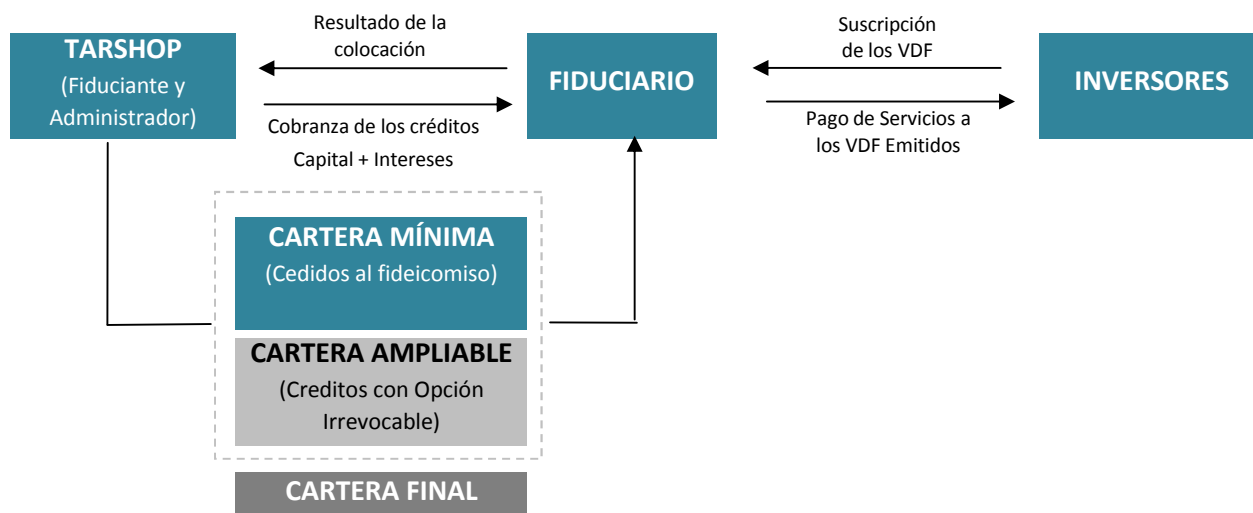 TARSHOP
(Fiduciante y
Administrador)
Resultado de la
colocación
Cobranza de los créditos
Capital + Intereses
FIDUCIARIO
Suscripción
de los VDF
Pago de Servicios a
los VDF Emitidos
INVERSORES
CARTERA MÍNIMA
(Cedidos al fideicomiso)
CARTERA AMPLIABLE
(Creditos con Opción
Irrevocable)
CARTERA FINAL